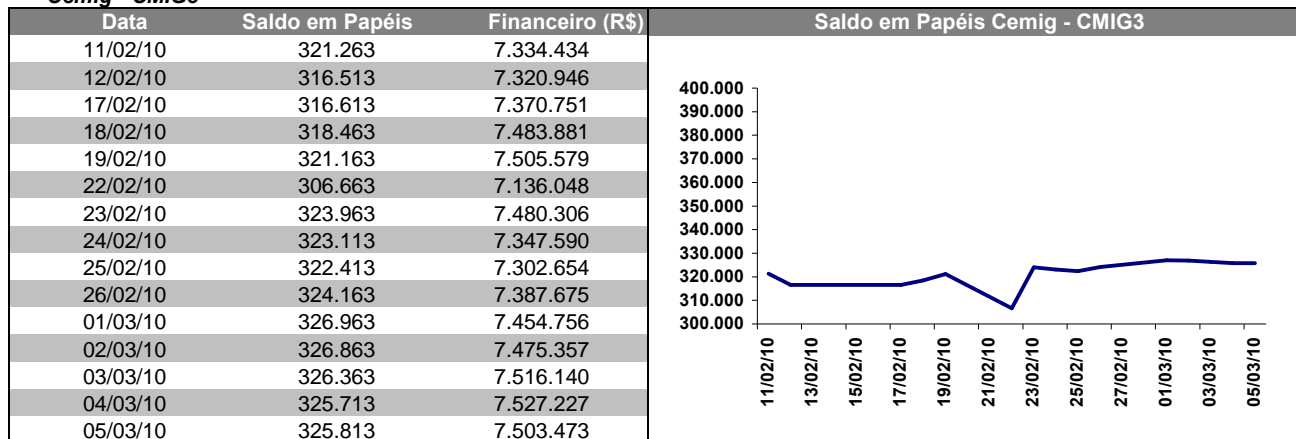 Cemig - CMIG3
Data Saldo em Papéis Financeiro (R$)
11/02/10 321.263 7.334.434
12/02/10 316.513 7.320.946
17/02/10 316.613 7.370.751
18/02/10 318.463 7.483.881
19/02/10 321.163 7.505.579
22/02/10 306.663 7.136.048
23/02/10 323.963 7.480.306
24/02/10 323.113 7.347.590
25/02/10 322.413 7.302.654
26/02/10 324.163 7.387.675
01/03/10 326.963 7.454.756
02/03/10 326.863 7.475.357
03/03/10 326.363 7.516.140
04/03/10 325.713 7.527.227
05/03/10 325.813 7.503.473
Saldo em Papéis Cemig - CMIG3
400.000
390.000
380.000
370.000
360.000
350.000
340.000
330.000
320.000
310.000
300.000
11/02/10
13/02/10
15/02/10
17/02/10
19/02/10
21/02/10
23/02/10
25/02/10
27/02/10
01/03/10
03/03/10
05/03/10